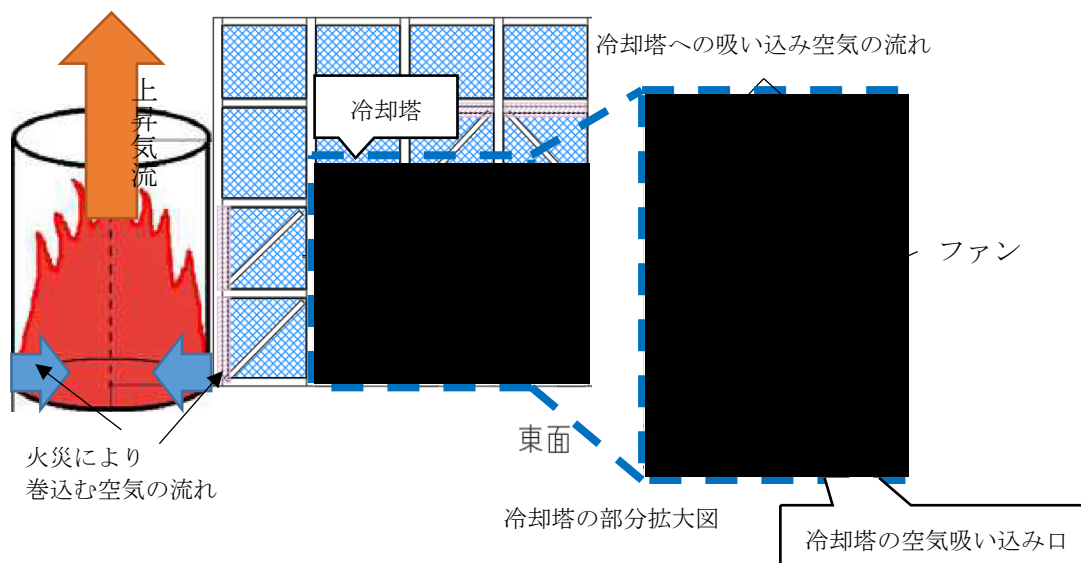 上昇気流
冷却塔
冷却塔への吸い込み空気の流れ
ファン
東面
火災により
巻込む空気の流れ
冷却塔の部分拡大図
冷却塔の空気吸い込み口